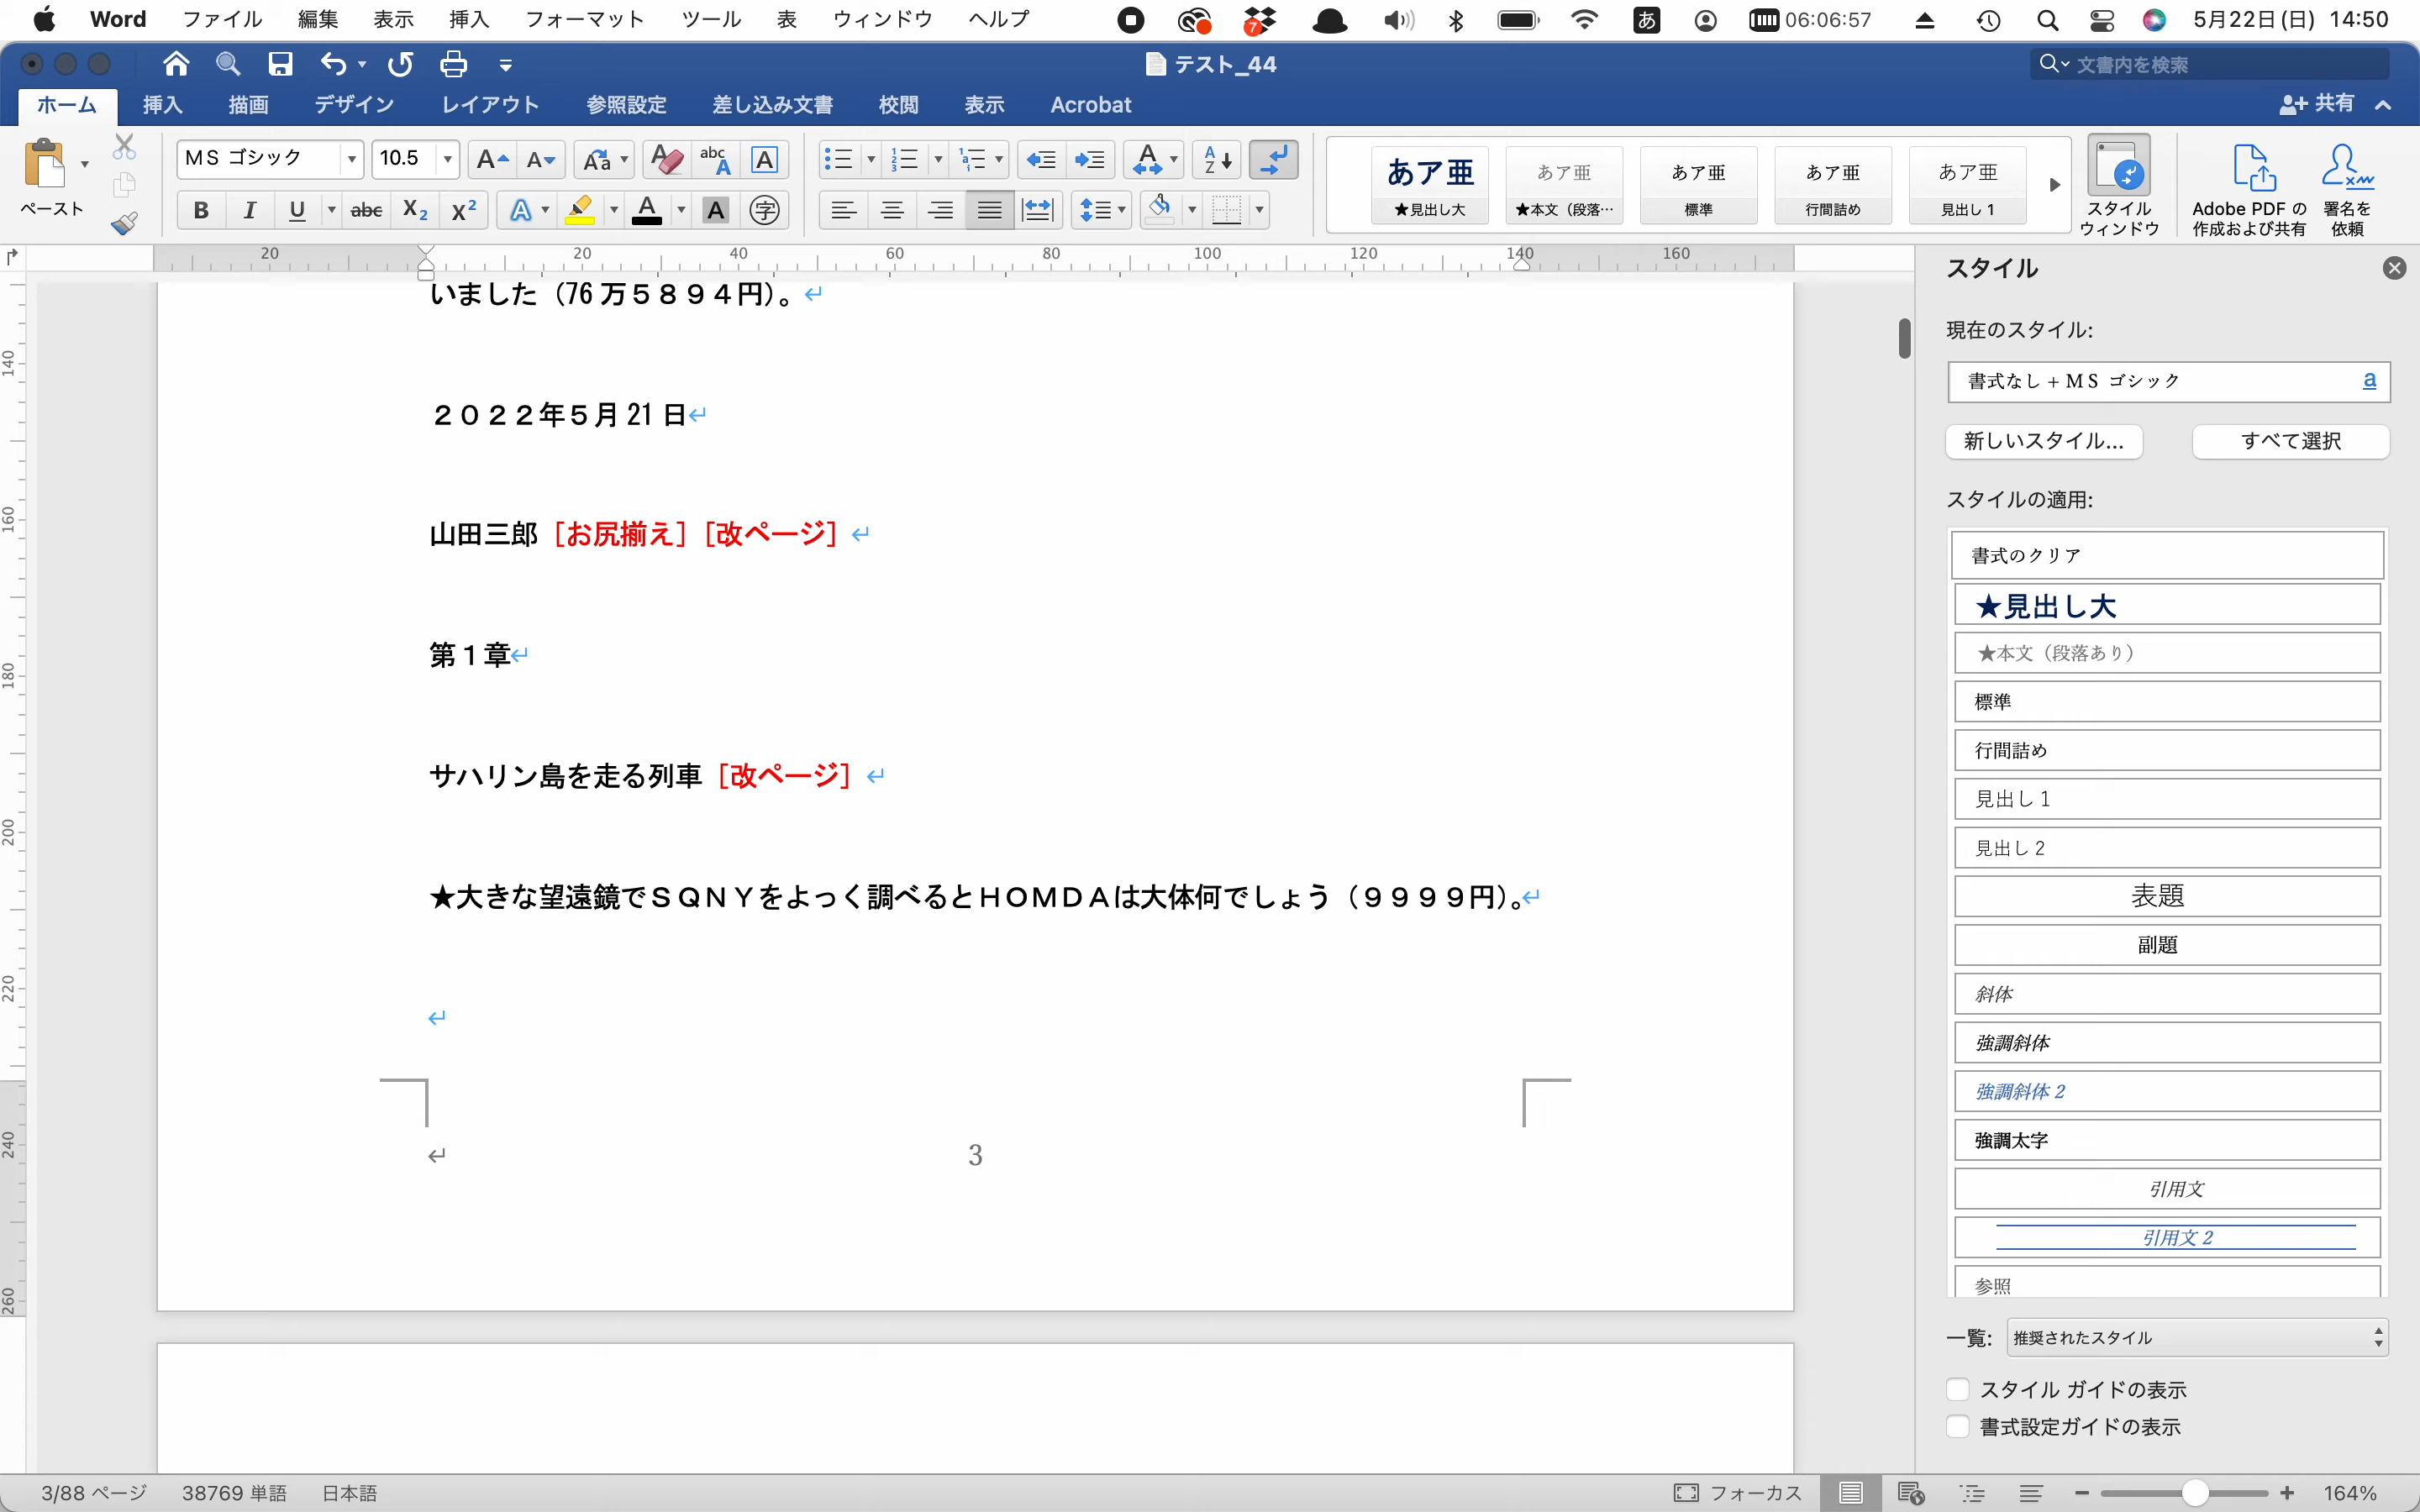 Word ファイル 編集 表示 挿入 フォーマット ツール 表 ウィンドウ ヘルプ 7 あ 06:06:57 5月22日(日) 14:50
テスト_44 文書内を検索
ホーム 挿入 描画 デザイン レイアウト 参照設定 差し込み文書 校閲 表示 Acrobat 共有
ペースト
MS ゴシック 10.5
あア亜 ★見出し大
あア亜 ★本文（段落…
あア亜 標準
あア亜 行間詰め
あア亜 見出し 1
スタイル
ウィンドウ
Adobe PDF の
作成および共有
署名を
依頼
20 20 40 60 80 100 120 140 160
140
160
180
200
220
240
260
いました（76 万５８９４円）。↵
２０２２年５月 21 日↵
山田三郎［お尻揃え］［改ページ］↵
第１章↵
サハリン島を走る列車［改ページ］↵
★大きな望遠鏡でＳＱＮＹをよっく調べるとＨＯＭＤＡは大体何でしょう（９９９９円）。↵
↵
↵
3
スタイル
現在のスタイル:
書式なし + MS ゴシック a
新しいスタイル... すべて選択
スタイルの適用:
書式のクリア
★見出し大
★本文（段落あり）
標準
行間詰め
見出し 1
見出し 2
表題
副題
斜体
強調斜体
強調斜体 2
強調太字
引用文
引用文 2
参照
一覧: 推奨されたスタイル
スタイル ガイドの表示
書式設定ガイドの表示
3/88 ページ 38769 単語 日本語 フォーカス 164%